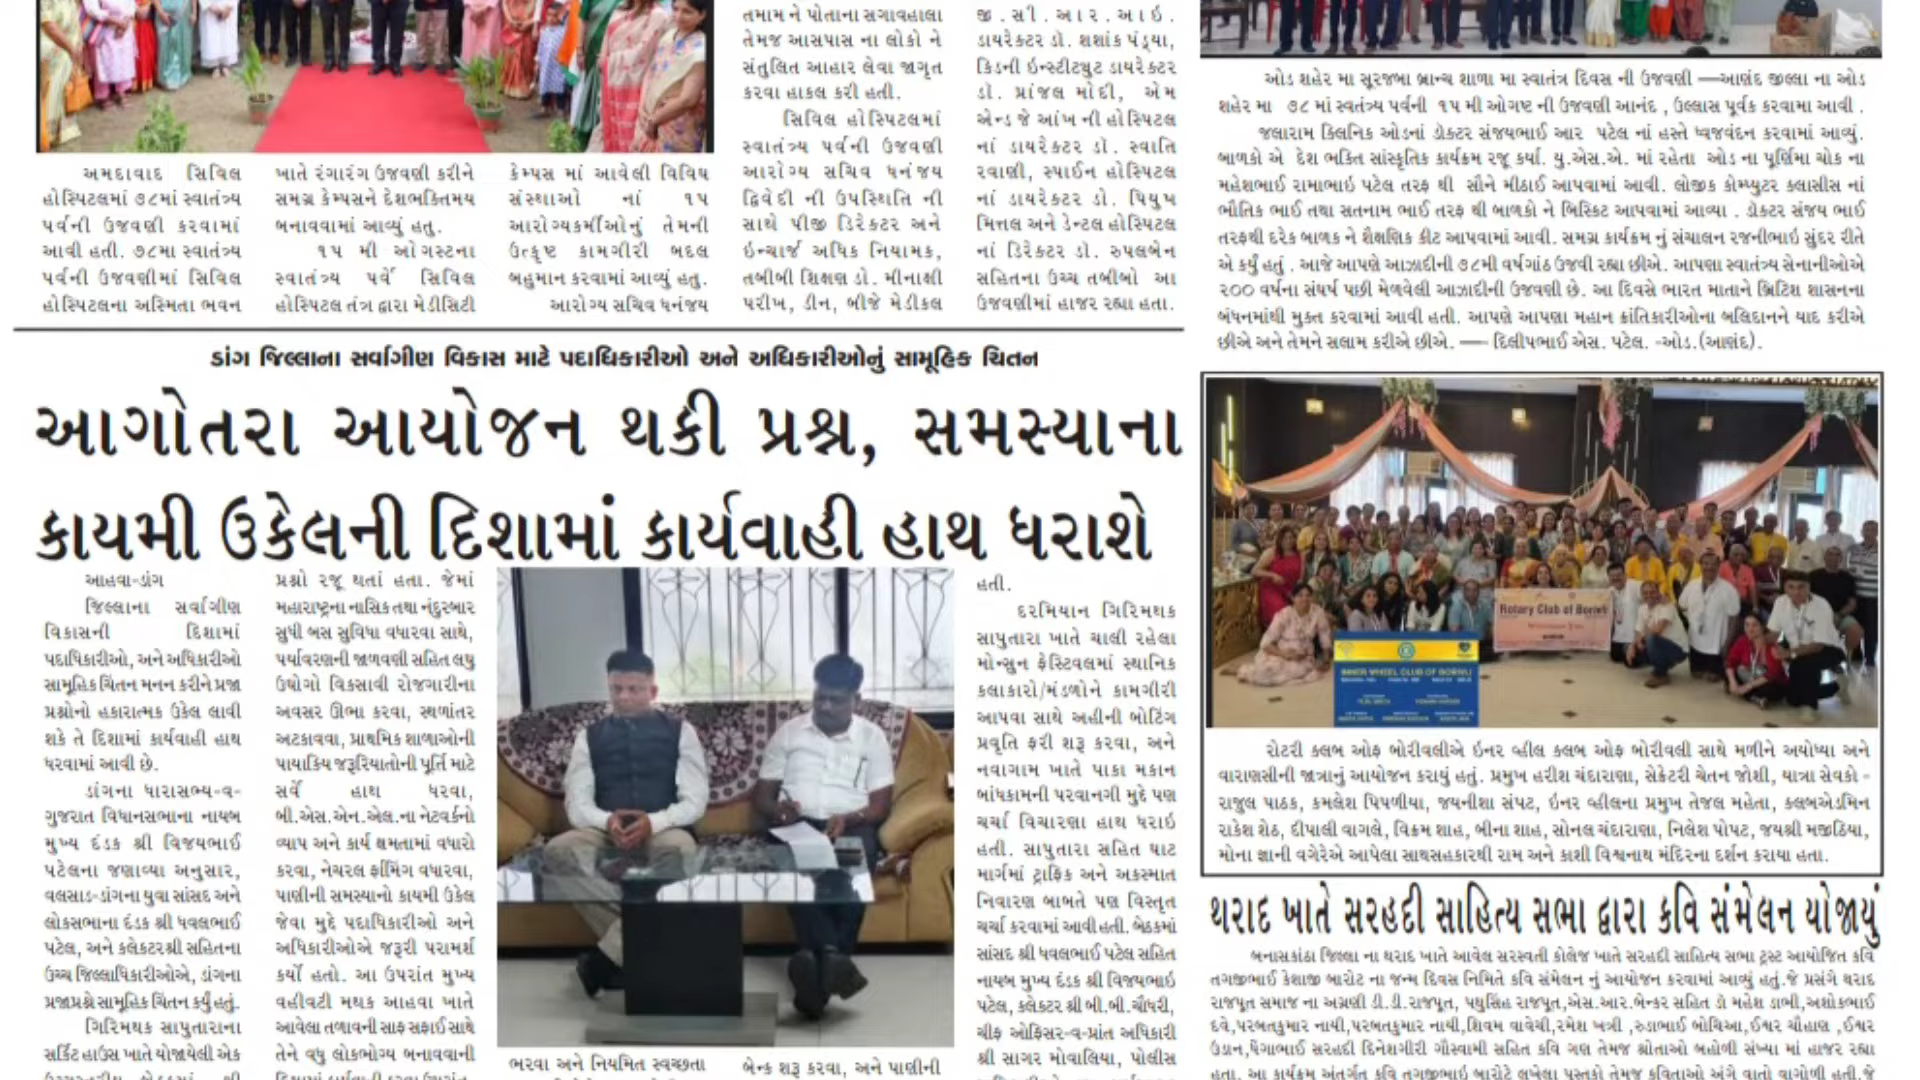 અમદાવાદ સિવિલ
હોસ્પિટલમાં ૭૮માં સ્વાતંત્ર્ય
પર્વની ઉજવણી કરવામાં
આવી હતી. ૭૮મા સ્વાતંત્ર્ય
પર્વની ઉજવણીમાં સિવિલ
હોસ્પિટલના અસ્મિતા ભવન
ખાતે રંગારંગ ઉજવણી કરીને
સમગ્ર કેમ્પસને દેશભક્તિમય
બનાવવામાં આવ્યું હતુ.
૧૫ મી ઓગસ્ટના
સ્વાતંત્ર્ય પર્વે સિવિલ
હોસ્પિટલ તંત્ર દ્વારા મેડીસિટી
કેમ્પસ માં આવેલી વિવિધ
સંસ્થાઓ નાં ૧૫
આરોગ્યકર્મીઓનું તેમની
ઉત્કૃષ્ટ કામગીરી બદલ
બહુમાન કરવામાં આવ્યું હતુ.
આરોગ્ય સચિવ ધનંજય
તમામ ને પોતાના સગાવહાલા
તેમજ આસપાસ ના લોકો ને
સંતુલિત આહાર લેવા જાગૃત
કરવા હાકલ કરી હતી.
સિવિલ હોસ્પિટલમાં
સ્વાતંત્ર્ય પર્વની ઉજવણી
આરોગ્ય સચિવ ધનંજય
દ્વિવેદી ની ઉપસ્થિતિ ની
સાથે પીજી ડિરેક્ટર અને
ઇન્ચાર્જ અધિક નિયામક,
તબીબી શિક્ષણ ડો. મીનાક્ષી
પરીખ, ડીન, બીજે મેડીકલ
જી.સી.આર.આઇ.
ડાયરેક્ટર ડો. શશાંક પંડ્યા,
કિડની ઇન્સ્ટીટ્યુટ ડાયરેક્ટર
ડો. પ્રાંજલ મોદી, એમ
એન્ડ જે આંખ ની હોસ્પિટલ
નાં ડાયરેક્ટર ડૉ. સ્વાતિ
રવાણી, સ્પાઈન હોસ્પિટલ
નાં ડાયરેક્ટર ડો. પિયુષ
મિત્તલ અને ડેન્ટલ હોસ્પિટલ
નાં ડિરેક્ટર ડો. રુપલબેન
સહિતના ઉચ્ચ તબીબો આ
ઉજવણીમાં હાજર રહ્યા હતા.
ઓડ શહેર મા સૂરજબા બ્રાન્ચ શાળા મા સ્વાતંત્ર દિવસ ની ઉજવણી —આણંદ જીલ્લા ના ઓડ
શહેર મા ૭૮ માં સ્વતંત્ર્ય પર્વની ૧૫ મી ઓગષ્ટ ની ઉજવણી આનંદ , ઉલ્લાસ પૂર્વક કરવામા આવી .
જલારામ ક્લિનિક ઓડનાં ડૉક્ટર સંજયભાઈ આર પટેલ નાં હસ્તે ધ્વજવંદન કરવામાં આવ્યું.
બાળકો એ દેશ ભક્તિ સાંસ્કૃતિક કાર્યક્રમ રજૂ કર્યા. યુ.એસ.એ. માં રહેતા ઓડ ના પૂર્ણિમા ચોક ના
મહેશભાઈ રામાભાઇ પટેલ તરફ થી સૌને મીઠાઈ આપવામાં આવી. લોજીક કોમ્પ્યુટર ક્લાસીસ નાં
ભૌતિક ભાઈ તથા સતનામ ભાઈ તરફ થી બાળકો ને બિસ્કિટ આપવામાં આવ્યા . ડૉક્ટર સંજય ભાઈ
તરફથી દરેક બાળક ને શૈક્ષણિક કીટ આપવામાં આવી. સમગ્ર કાર્યક્રમ નું સંચાલન રજનીભાઇ સુંદર રીતે
એ કર્યું હતું . આજે આપણે આઝાદીની ૭૮મી વર્ષગાંઠ ઉજવી રહ્યા છીએ. આપણા સ્વાતંત્ર્ય સેનાનીઓએ
૨૦૦ વર્ષના સંઘર્ષ પછી મેળવેલી આઝાદીની ઉજવણી છે. આ દિવસે ભારત માતાને બ્રિટિશ શાસનના
બંધનમાંથી મુક્ત કરવામાં આવી હતી. આપણે આપણા મહાન ક્રાંતિકારીઓના બલિદાનને યાદ કરીએ
છીએ અને તેમને સલામ કરીએ છીએ. —- દિલીપભાઈ એસ. પટેલ. -ઓડ.(આણંદ).
ડાંગ જિલ્લાના સર્વાગીણ વિકાસ માટે પદાધિકારીઓ અને અધિકારીઓનું સામૂહિક ચિતન
આગોતરા આયોજન થકી પ્રશ્ન, સમસ્યાના
કાયમી ઉકેલની દિશામાં કાર્યવાહી હાથ ધરાશે
આહવા-ડાંગ
જિલ્લાના સર્વાગીણ
વિકાસની દિશામાં
પદાધિકારીઓ, અને અધિકારીઓ
સામૂહિક ચિંતન મનન કરીને પ્રજા
પ્રશ્નોનો હકારાત્મક ઉકેલ લાવી
શકે તે દિશામાં કાર્યવાહી હાથ
ધરવામાં આવી છે.
ડાંગના ધારાસભ્ય-વ-
ગુજરાત વિધાનસભાના નાયબ
મુખ્ય દંડક શ્રી વિજયભાઈ
પટેલના જણાવ્યા અનુસાર,
વલસાડ-ડાંગના યુવા સાંસદ અને
લોકસભાના દંડક શ્રી ધવલભાઈ
પટેલ, અને કલેકટરશ્રી સહિતના
ઉચ્ચ જિલ્લાધિકારીઓએ, ડાંગના
પ્રજાપ્રશ્ને સામૂહિક ચિંતન કર્યું હતું.
ગિરિમથક સાપુતારાના
સર્કિટ હાઉસ ખાતે યોજાયેલી એક
પ્રશ્નો રજૂ થતાં હતા. જેમાં
મહારાષ્ટ્રના નાસિક તથા નંદુરબાર
સુધી બસ સુવિધા વધારવા સાથે,
પર્યાવરણની જાળવણી સહિત લઘુ
ઉદ્યોગો વિકસાવી રોજગારીના
અવસર ઊભા કરવા, સ્થળાંતર
અટકાવવા, પ્રાથમિક શાળાઓની
પાયાકિય જરૂરિયાતોની પૂર્તિ માટે
સર્વે હાથ ધરવા,
બી.એસ.એન.એલ.ના નેટવર્કનો
વ્યાપ અને કાર્ય ક્ષમતામાં વધારો
કરવા, નેચરલ ફાર્મિંગ વધારવા,
પાણીની સમસ્યાનો કાયમી ઉકેલ
જેવા મુદ્દે પદાધિકારીઓ અને
અધિકારીઓએ જરૂરી પરામર્શ
કર્યો હતો. આ ઉપરાંત મુખ્ય
વહીવટી મથક આહવા ખાતે
આવેલા તળાવની સાફ સફાઈ સાથે
તેને વધુ લોકભોગ્ય બનાવવાની
ભરવા અને નિયમિત સ્વચ્છતા
બેન્ક શરૂ કરવા, અને પાણીની
હતી.
દરમિયાન ગિરિમથક
સાપુતારા ખાતે ચાલી રહેલા
મોન્સુન ફેસ્ટિવલમાં સ્થાનિક
કલાકારો/મંડળોને કામગીરી
આપવા સાથે અહીંની બોટિંગ
પ્રવૃતિ ફરી શરૂ કરવા, અને
નવાગામ ખાતે પાકા મકાન
બાંધકામની પરવાનગી મુદ્દે પણ
ચર્ચા વિચારણા હાથ ધરાઇ
હતી. સાપુતારા સહિત ઘાટ
માર્ગમાં ટ્રાફિક અને અકસ્માત
નિવારણ બાબતે પણ વિસ્તૃત
ચર્ચા કરવામાં આવી હતી. બેઠકમાં
સાંસદ શ્રી ધવલભાઈ પટેલ સહિત
નાયબ મુખ્ય દંડક શ્રી વિજયભાઇ
પટેલ, કલેકટર શ્રી બી.બી.ચૌધરી,
ચીફ ઓફિસર-વ-પ્રાંત અધિકારી
શ્રી સાગર મોવાલિયા, પોલીસ
Rotary Club of Borivli
INNER WHEEL CLUB OF BORIVLI
રોટરી ક્લબ ઓફ બોરીવલીએ ઇનર વ્હીલ ક્લબ ઓફ બોરીવલી સાથે મળીને અયોધ્યા અને
વારાણસીની જાત્રાનું આયોજન કરાયું હતું. પ્રમુખ હરીશ ચંદારાણા, સેક્રેટરી ચેતન જોશી, યાત્રા સેવકો -
રાજુલ પાઠક, કમલેશ પિપળીયા, જયનીશા સંપટ, ઇનર વ્હીલના પ્રમુખ તેજલ મહેતા, ક્લબએડમિન
રાકેશ શેઠ, દીપાલી વાગલે, વિક્રમ શાહ, બીના શાહ, સોનલ ચંદારાણા, નિલેશ પોપટ, જયશ્રી મજીઠિયા,
મોના જ્ઞાની વગેરેએ આપેલા સાથસહકારથી રામ અને કાશી વિશ્વનાથ મંદિરના દર્શન કરાયા હતા.
થરાદ ખાતે સરહદી સાહિત્ય સભા દ્વારા કવિ સંમેલન યોજાયું
બનાસકાંઠા જિલ્લા ના થરાદ ખાતે આવેલ સરસ્વતી કોલેજ ખાતે સરહદી સાહિત્ય સભા ટ્રસ્ટ આયોજિત કવિ
તગજીભાઈ કેશાજી બારોટ ના જન્મ દિવસ નિમિતે કવિ સંમેલન નું આયોજન કરવામાં આવ્યું હતું.જે પ્રસંગે થરાદ
રાજપૂત સમાજ ના અગ્રણી ડી.ડી.રાજપૂત, પથુસિંહ રાજપૂત,એસ.આર.બેન્કર સહિત ડો મહેશ ડાભી,અશોકભાઈ
દવે,પરબતકુમાર નાયી,પરબતકુમાર નાયી,શિવમ વાવેચી,રમેશ ખત્રી ,રુડાભાઈ બોચિઆ,ઈશ્વર ચૌહાણ ,ઈશ્વર
ઉડાન,ધેંગાભાઈ સરહદી દિનેશગીરી ગૌસ્વામી સહિત કવિ ગણ તેમજ શ્રોતાઓ બહોળી સંખ્યા માં હાજર રહ્યા
હતા. આ કાર્યક્રમ અંતર્ગત કવિ તગજીભાઇ બારોટે લખેલા પુસ્તકો તેમજ કવિતાઓ અંગે વાતો વાગોળી હતી.જે